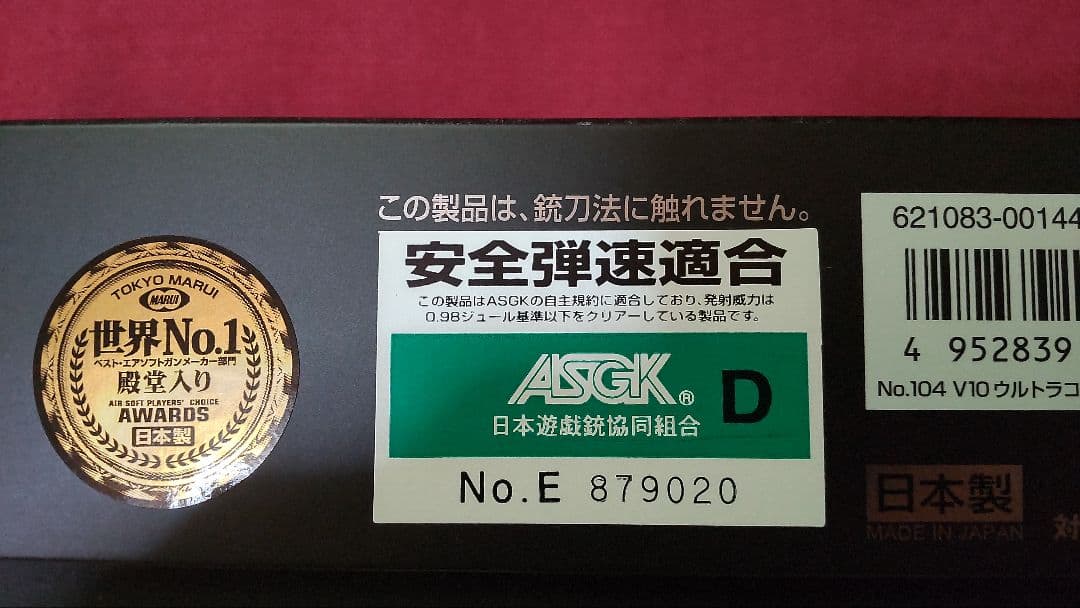 この製品は、銃刀法に触れません。
TOKYO MARUI
MARUI
世界No.1
ベスト・エアソフトガンメーカー部門
殿堂入り
AIR SOFT PLAYERS' CHOICE
AWARDS
日本製
安全弾速適合
この製品はASGKの自主規約に適合しており、発射威力は
0.98ジュール基準以下をクリアーしている製品です。
ASGK® D
日本遊戯銃協同組合
No.E 879020
621083-00144
4 952839
No.104 V10ウルトラコ
日本製
MADE IN JAPAN
対